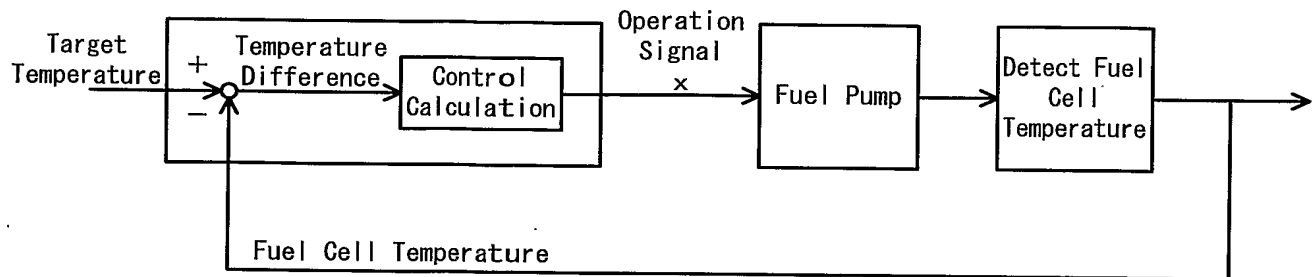 Target
Temperature
+
−
Temperature
Difference
Control
Calculation
Operation
Signal
x
Fuel Pump
Detect Fuel
Cell
Temperature
Fuel Cell Temperature